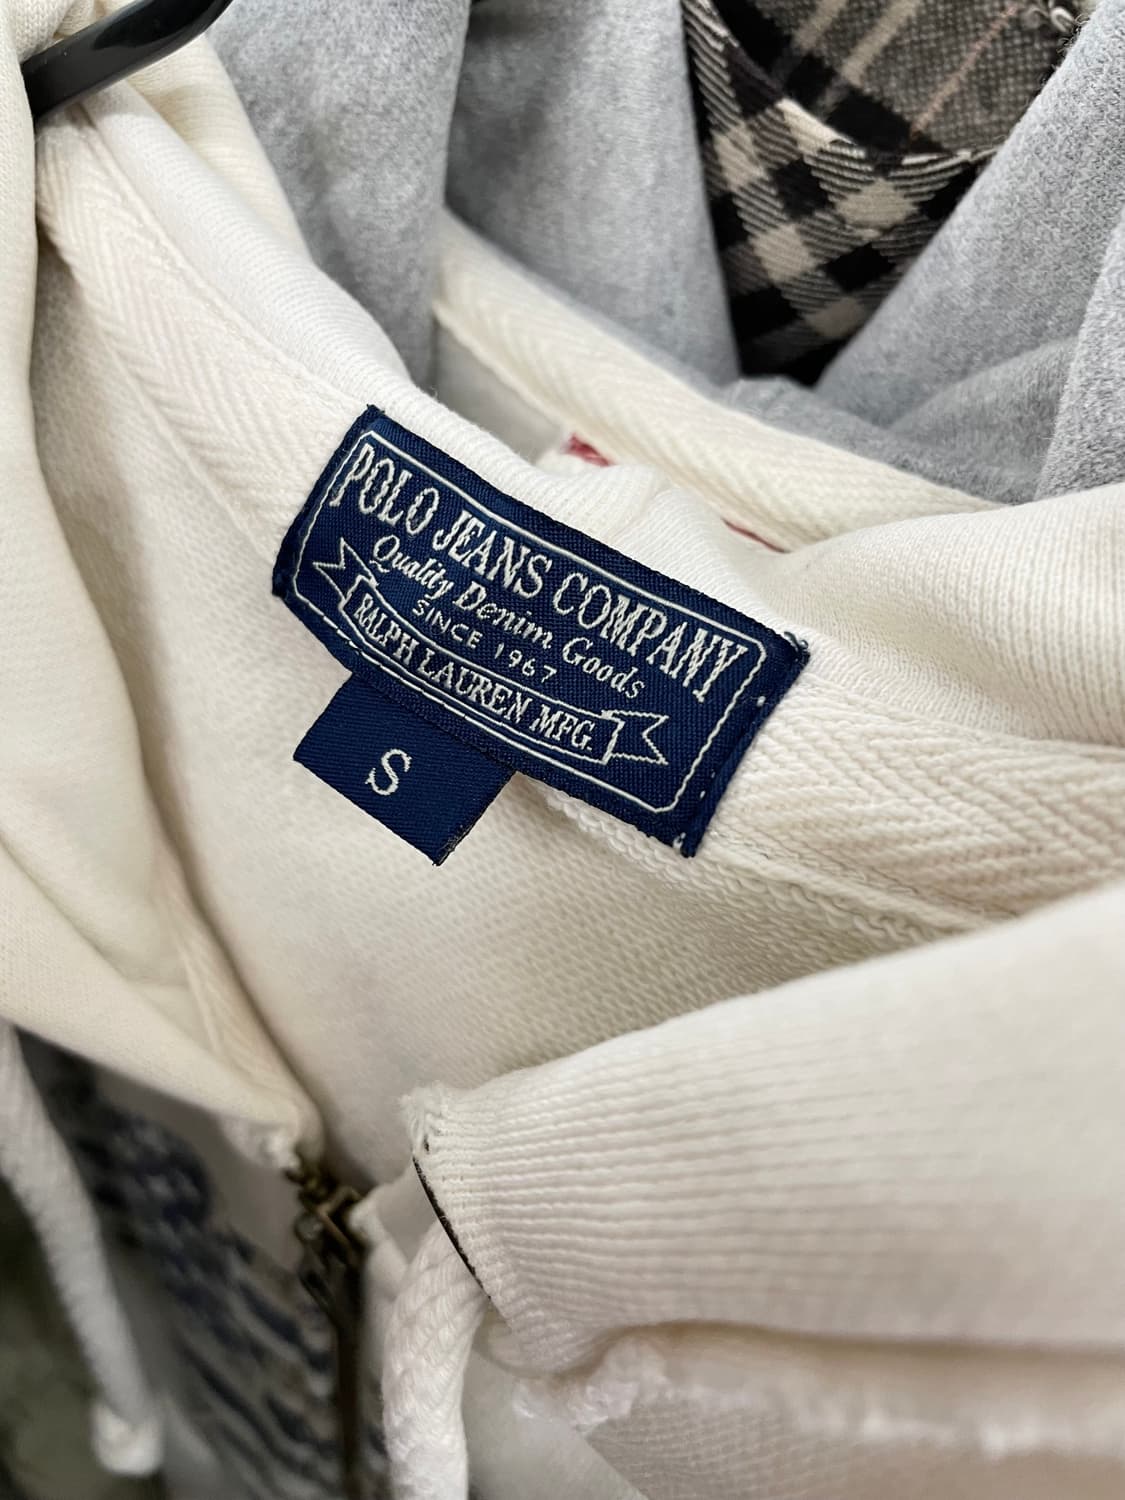 POLO JEANS COMPANY
Quality Denim Goods
SINCE 1967
RALPH LAUREN MFG.
S